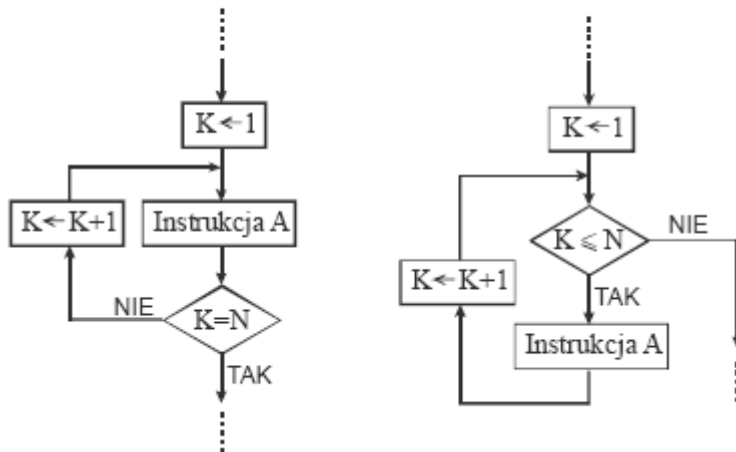 K←1
K←K+1
Instrukcja A
NIE
K=N
TAK
K←1
K⩽N
NIE
K←K+1
TAK
Instrukcja A